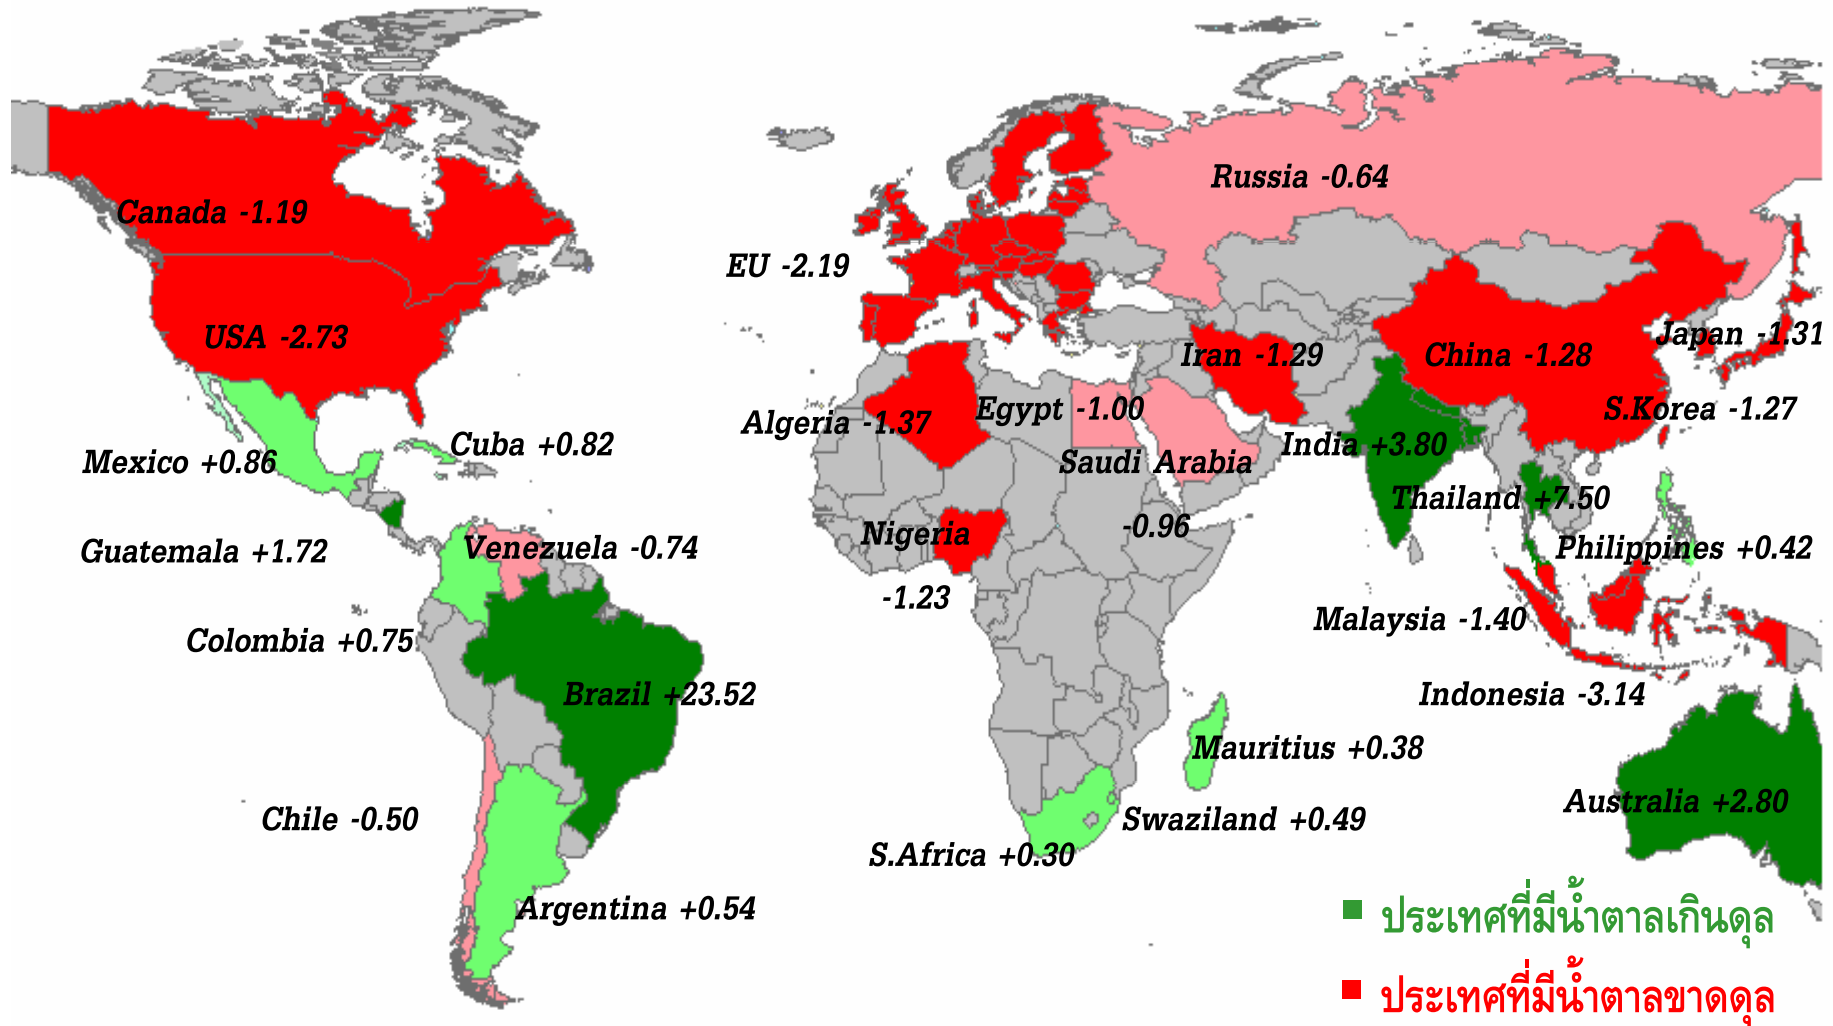 Russia -0.64
Canada -1.19
EU -2.19
USA -2.73
Japan -1.31
Iran -1.29
China -1.28
Egypt -1.00
S.Korea -1.27
Algeria -1.37
Cuba +0.82
India +3.80
Mexico +0.86
Saudi Arabia
-0.96
Thailand +7.50
Nigeria
-1.23
Guatemala +1.72
Venezuela -0.74
Philippines +0.42
Malaysia -1.40
Colombia +0.75
Brazil +23.52
Indonesia -3.14
Mauritius +0.38
Australia +2.80
Chile -0.50
Swaziland +0.49
S.Africa +0.30
Argentina +0.54
ประเทศที่มีน้ำตาลเกินดุล
ประเทศที่มีน้ำตาลขาดดุล